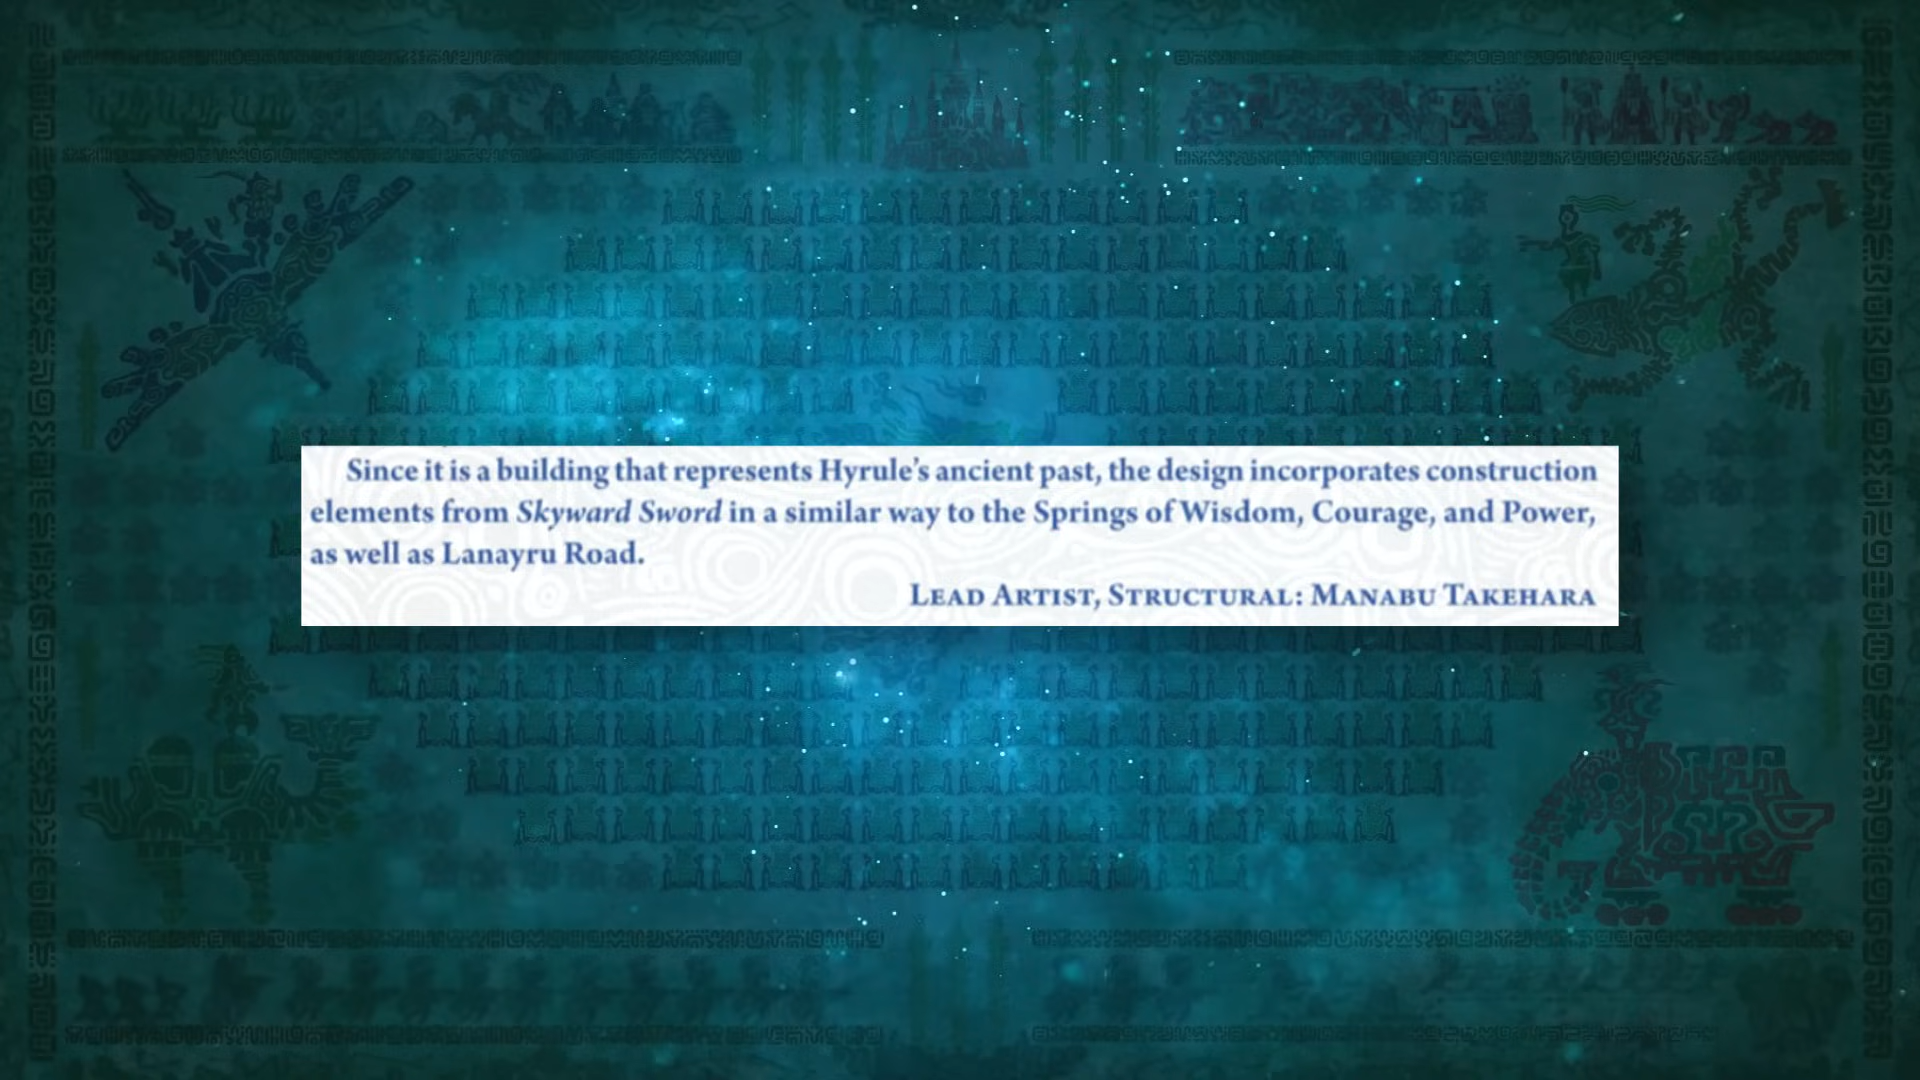 Since it is a building that represents Hyrule's ancient past, the design incorporates construction
elements from Skyward Sword in a similar way to the Springs of Wisdom, Courage, and Power,
as well as Lanayru Road.
Lead Artist, Structural: Manabu Takehara